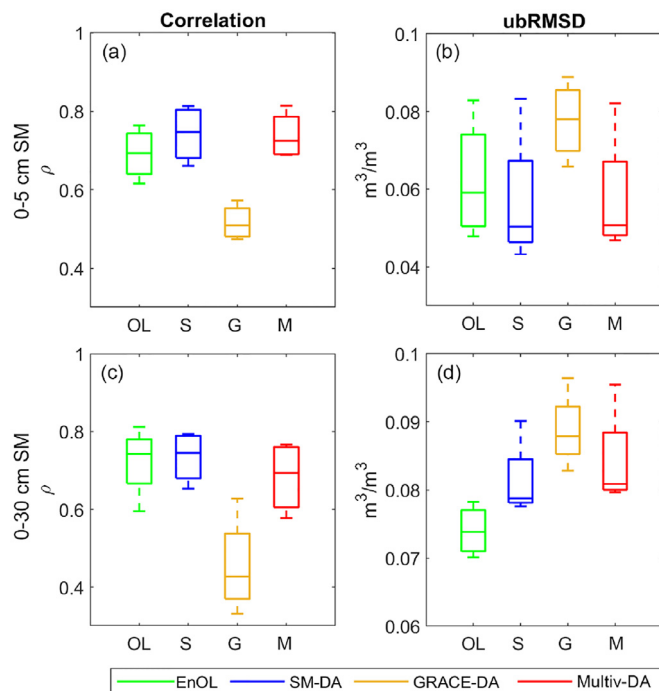 Correlation
ubRMSD
(a)
0-5 cm SM
ρ
0.8
0.6
0.4
OL S G M
(b)
m³/m³
0.1
0.08
0.06
0.04
OL S G M
(c)
0-30 cm SM
ρ
0.8
0.6
0.4
OL S G M
(d)
m³/m³
0.1
0.09
0.08
0.07
0.06
OL S G M
EnOL SM-DA GRACE-DA Multiv-DA